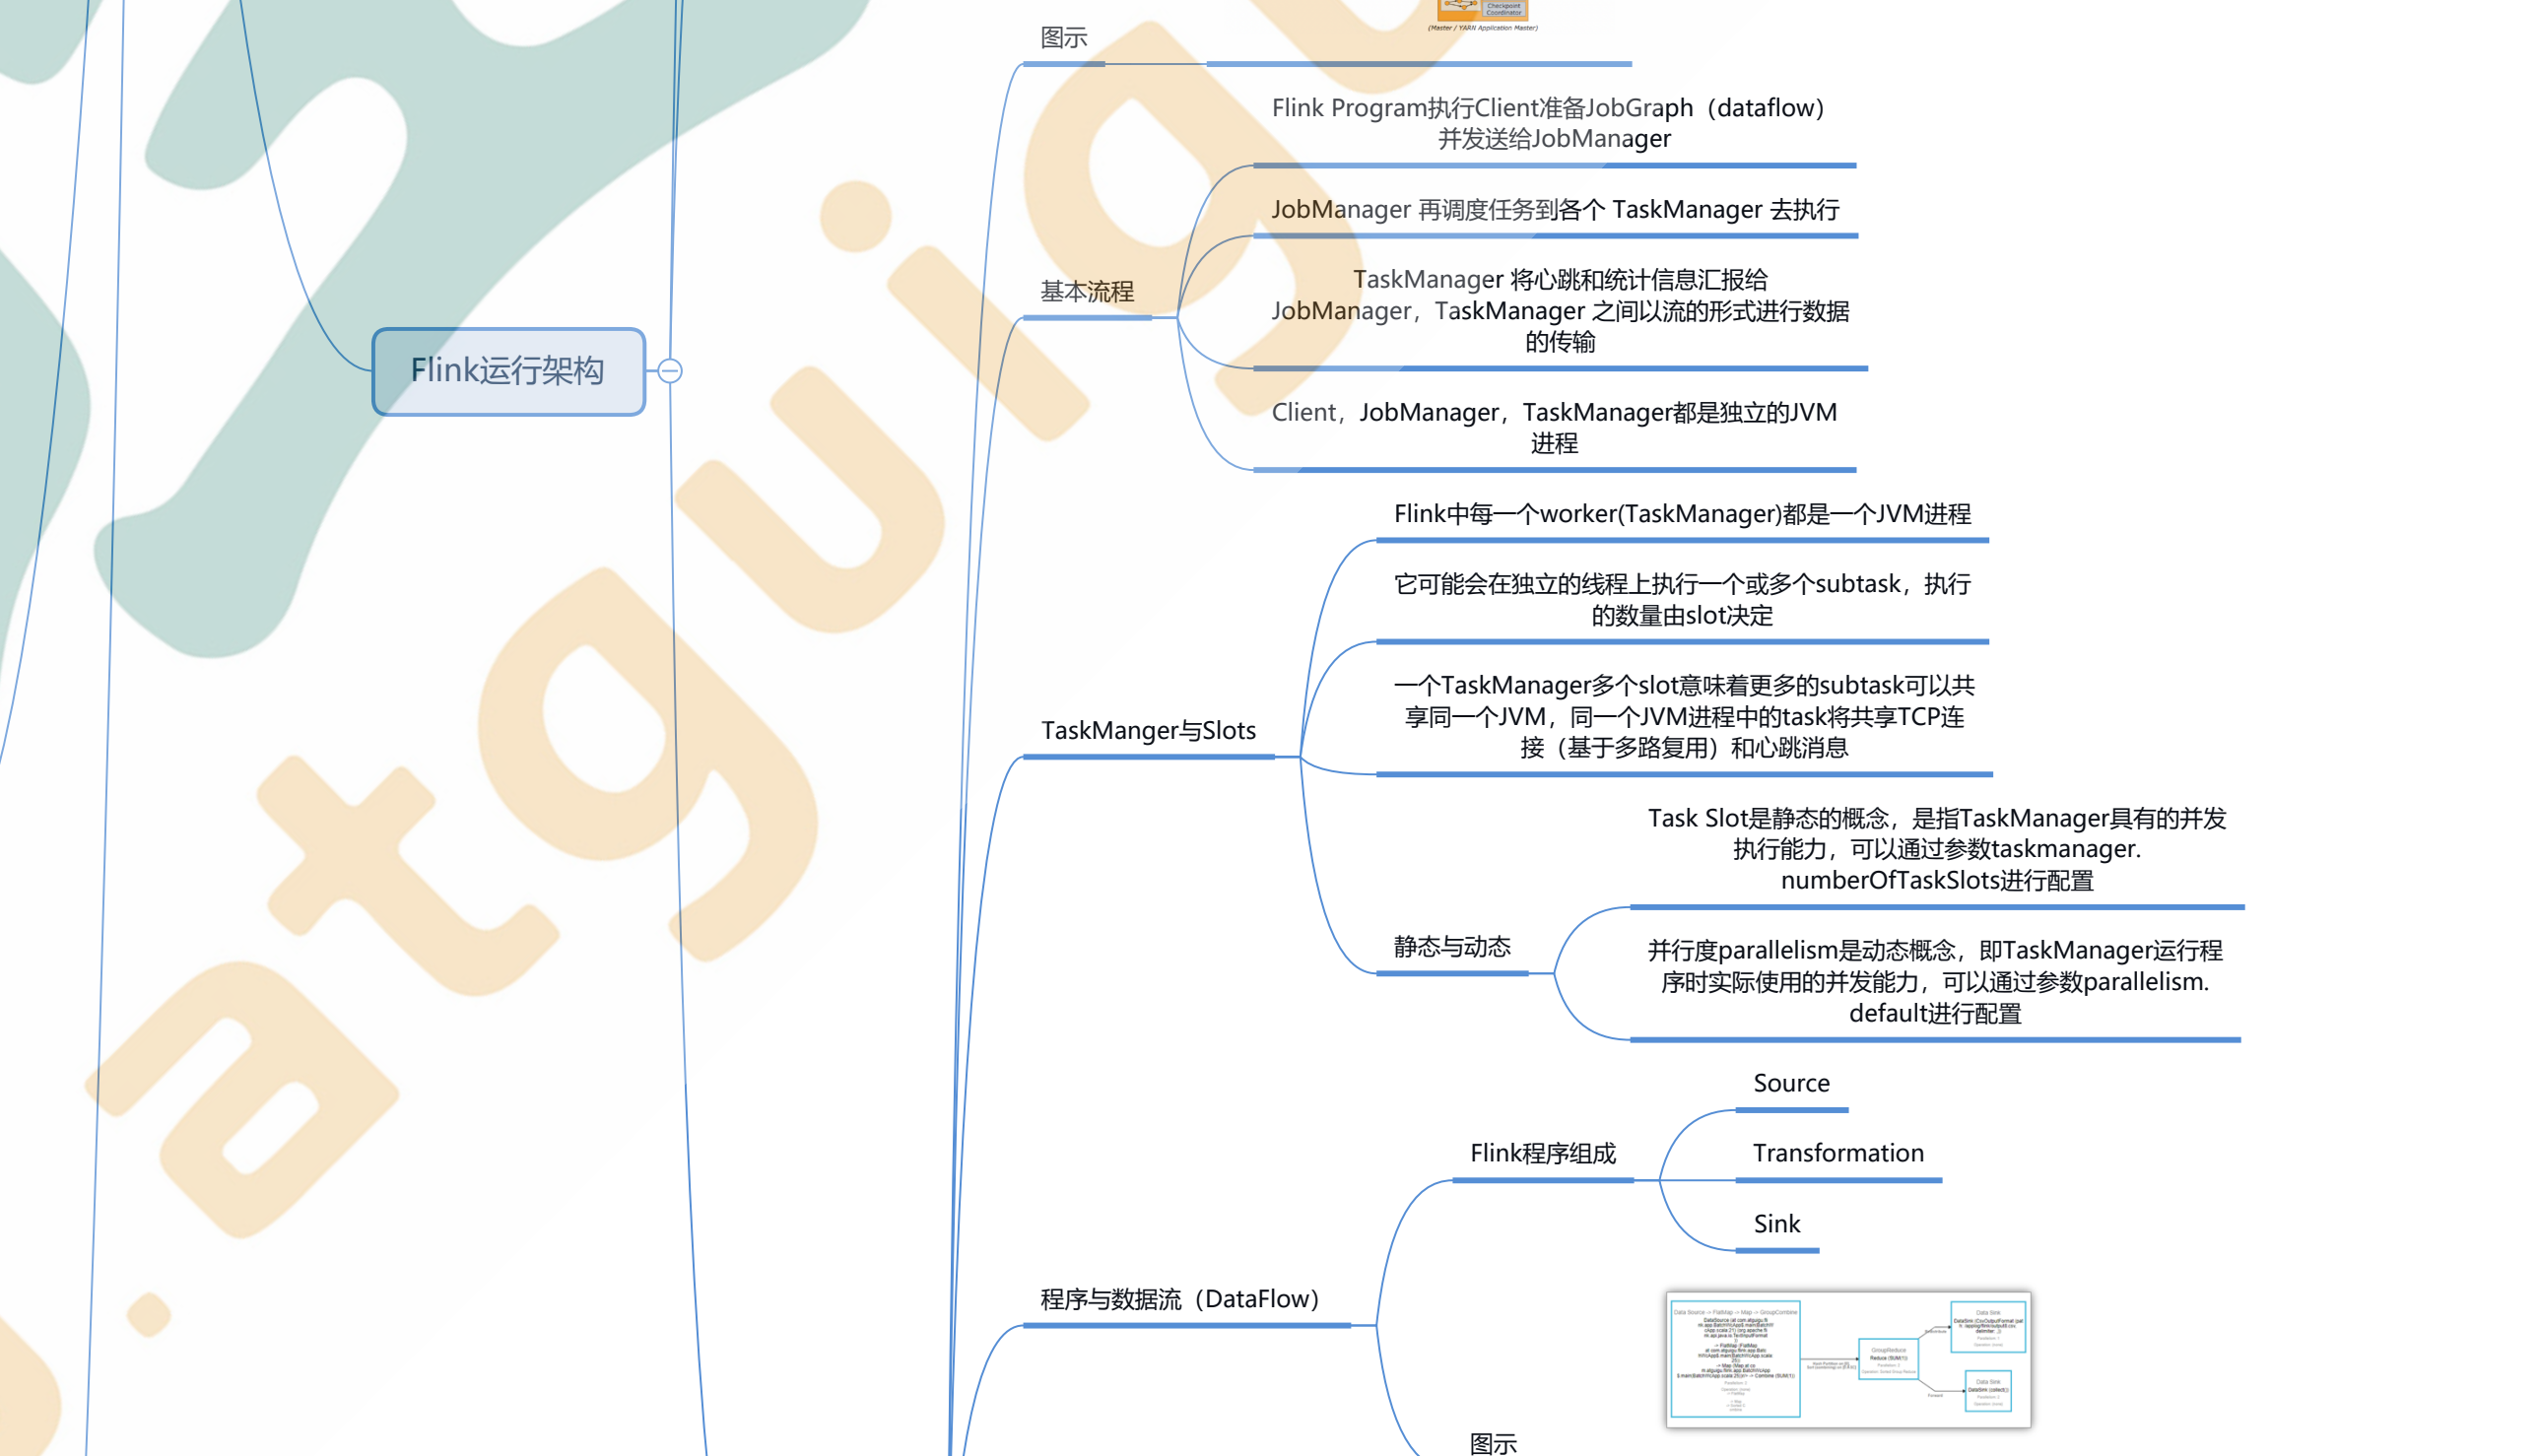 Checkpoint
Coordinator
(Master / YARN Application Master)
图示
Flink Program执行Client准备JobGraph（dataflow）
并发送给JobManager
JobManager 再调度任务到各个 TaskManager 去执行
TaskManager 将心跳和统计信息汇报给
JobManager，TaskManager 之间以流的形式进行数据
的传输
基本流程
Client，JobManager，TaskManager都是独立的JVM
进程
Flink运行架构
Flink中每一个worker(TaskManager)都是一个JVM进程
它可能会在独立的线程上执行一个或多个subtask，执行
的数量由slot决定
一个TaskManager多个slot意味着更多的subtask可以共
享同一个JVM，同一个JVM进程中的task将共享TCP连
接（基于多路复用）和心跳消息
TaskManger与Slots
Task Slot是静态的概念，是指TaskManager具有的并发
执行能力，可以通过参数taskmanager.
numberOfTaskSlots进行配置
静态与动态
并行度parallelism是动态概念，即TaskManager运行程
序时实际使用的并发能力，可以通过参数parallelism.
default进行配置
Source
Flink程序组成
Transformation
Sink
程序与数据流（DataFlow）
Data Source -> FlatMap -> Map -> GroupCombine
GroupReduce
Reduce (SUM(1))
Data Sink
Data Sink
DataSink (collect())
Forward
图示
.atguigu